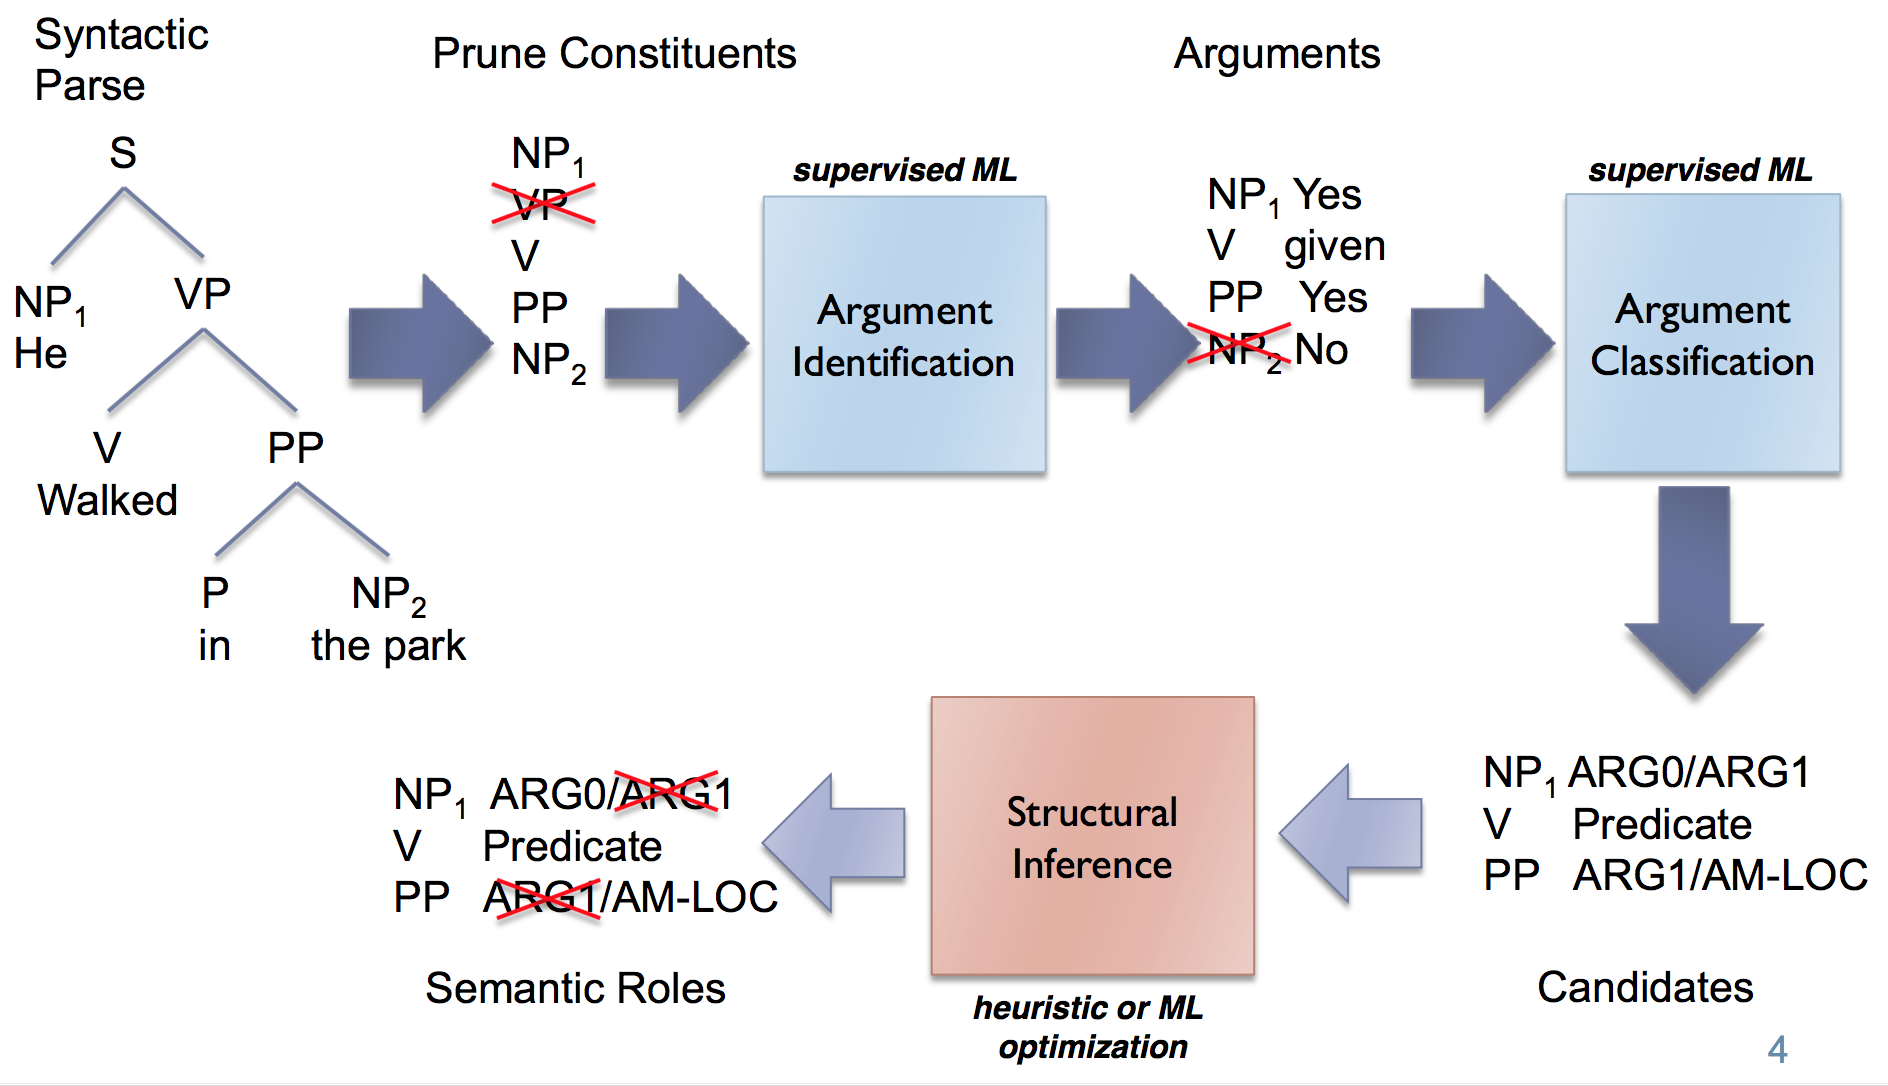 Syntactic
Parse
S
NP1
He
VP
V
Walked
PP
P
in
NP2
the park
Prune Constituents
NP1
VP
V
PP
NP2
supervised ML
Argument
Identification
Arguments
NP1 Yes
V given
PP Yes
NP2 No
supervised ML
Argument
Classification
NP1 ARG0/ARG1
V Predicate
PP ARG1/AM-LOC
Candidates
Structural
Inference
heuristic or ML
optimization
NP1 ARG0/ARG1
V Predicate
PP ARG1/AM-LOC
Semantic Roles
4